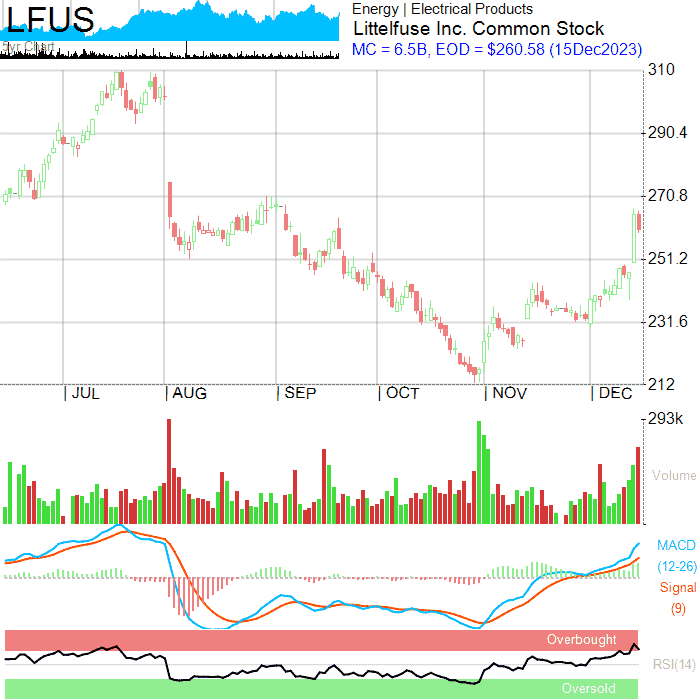 LFUS
5yr Chart
Energy | Electrical Products
Littelfuse Inc. Common Stock
MC = 6.5B, EOD = $260.58 (15Dec2023)
310
290.4
270.8
251.2
231.6
212
| JUL | AUG | SEP | OCT | NOV | DEC
293k
Volume
MACD
(12-26)
Signal
(9)
Overbought
RSI(14)
Oversold